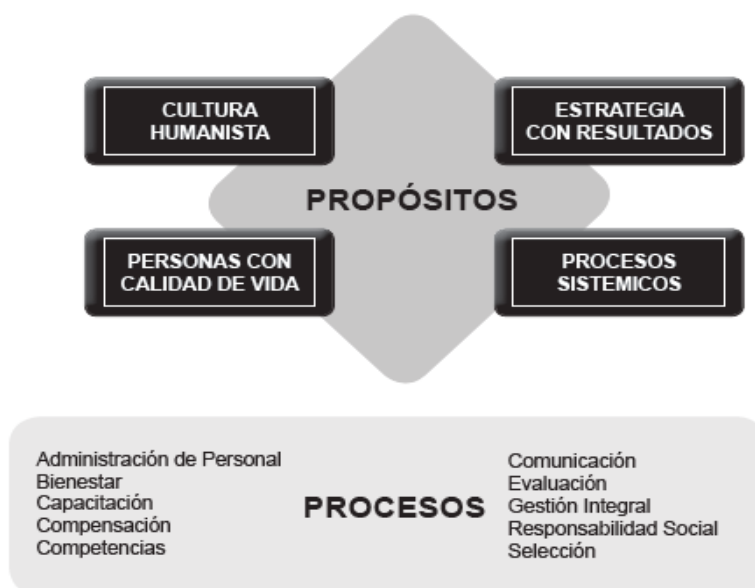 CULTURA
HUMANISTA
ESTRATEGIA
CON RESULTADOS
PROPÓSITOS
PERSONAS CON
CALIDAD DE VIDA
PROCESOS
SISTEMICOS
Administración de Personal
Bienestar
Capacitación
Compensación
Competencias
PROCESOS
Comunicación
Evaluación
Gestión Integral
Responsabilidad Social
Selección